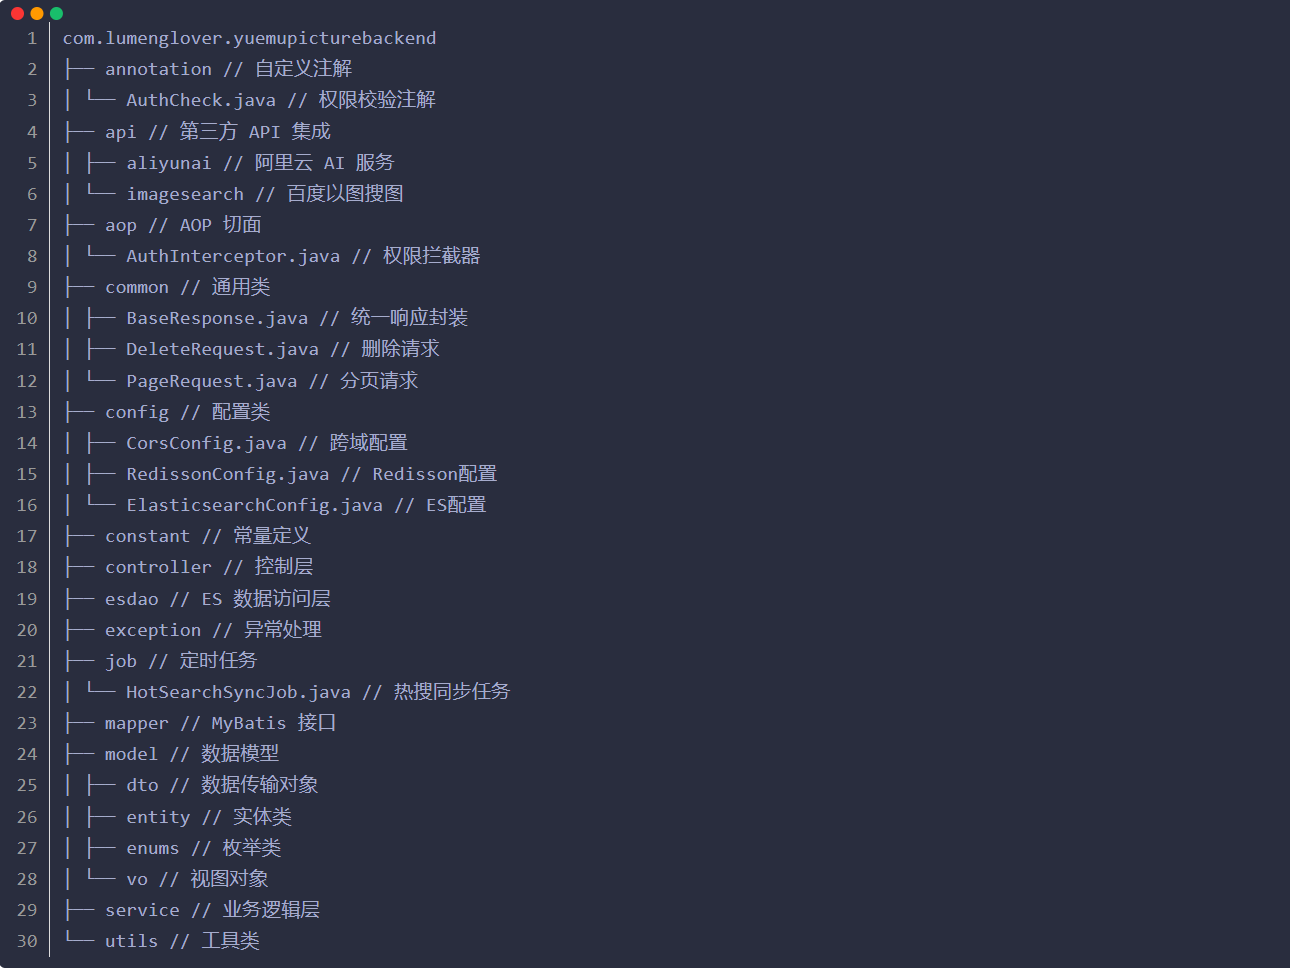 1 com.lumenglover.yuemupicturebackend
2 ├── annotation // 自定义注解
3 │ └── AuthCheck.java // 权限校验注解
4 ├── api // 第三方 API 集成
5 │ ├── aliyunai // 阿里云 AI 服务
6 │ └── imagesearch // 百度以图搜图
7 ├── aop // AOP 切面
8 │ └── AuthInterceptor.java // 权限拦截器
9 ├── common // 通用类
10 │ ├── BaseResponse.java // 统一响应封装
11 │ ├── DeleteRequest.java // 删除请求
12 │ └── PageRequest.java // 分页请求
13 ├── config // 配置类
14 │ ├── CorsConfig.java // 跨域配置
15 │ ├── RedissonConfig.java // Redisson配置
16 │ └── ElasticsearchConfig.java // ES配置
17 ├── constant // 常量定义
18 ├── controller // 控制层
19 ├── esdao // ES 数据访问层
20 ├── exception // 异常处理
21 ├── job // 定时任务
22 │ └── HotSearchSyncJob.java // 热搜同步任务
23 ├── mapper // MyBatis 接口
24 ├── model // 数据模型
25 │ ├── dto // 数据传输对象
26 │ ├── entity // 实体类
27 │ ├── enums // 枚举类
28 │ └── vo // 视图对象
29 ├── service // 业务逻辑层
30 └── utils // 工具类